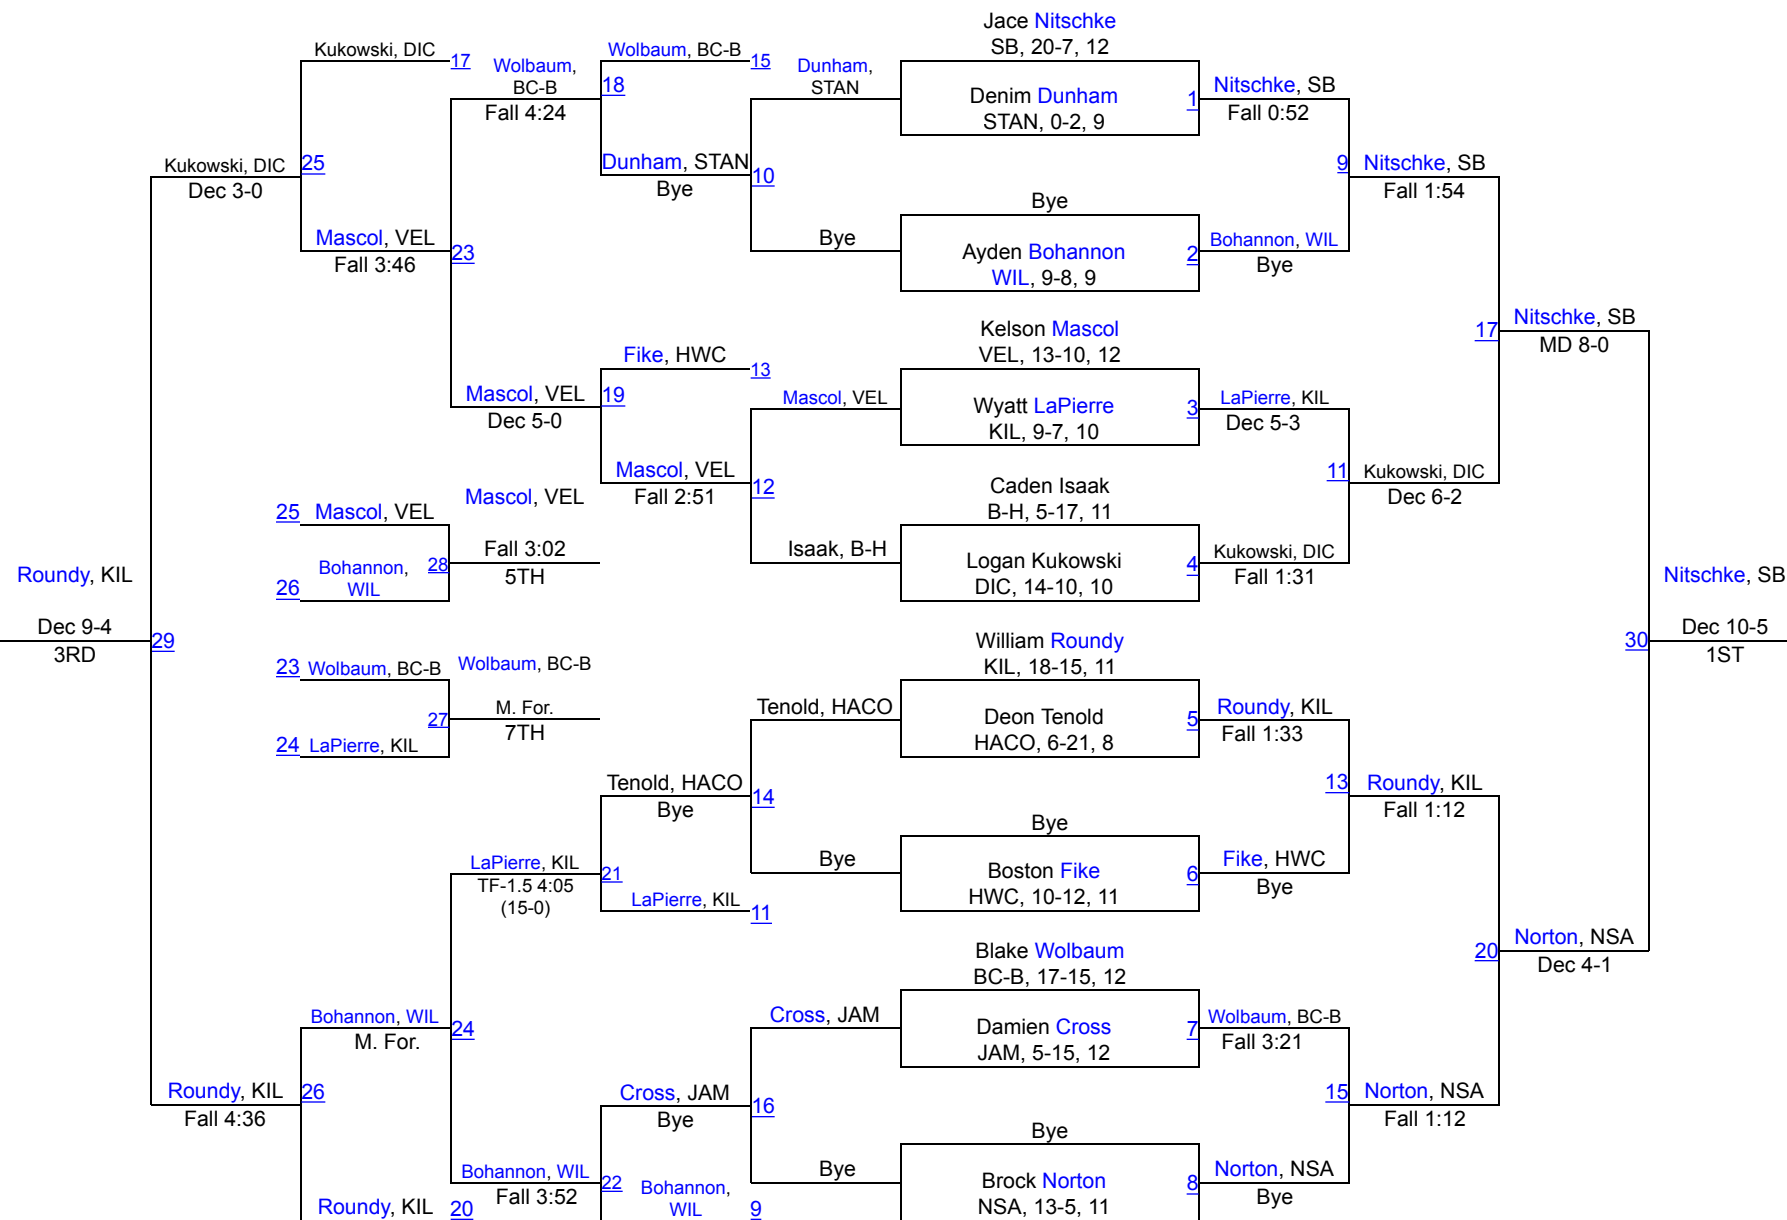 Jace Nitschke
SB, 20-7, 12
Kukowski, DIC
17
Wolbaum,
BC-B
Fall 4:24
Wolbaum, BC-B
15
18
Dunham,
STAN
Denim Dunham
STAN, 0-2, 9
1
Nitschke, SB
Fall 0:52
Kukowski, DIC
Dec 3-0
25
Dunham, STAN
Bye
10
9
Nitschke, SB
Fall 1:54
Bye
Mascol, VEL
Fall 3:46
23
Bye
Ayden Bohannon
WIL, 9-8, 9
2
Bohannon, WIL
Bye
Kelson Mascol
VEL, 13-10, 12
17
Nitschke, SB
MD 8-0
Fike, HWC
13
Mascol, VEL
Dec 5-0
19
Mascol, VEL
Wyatt LaPierre
KIL, 9-7, 10
3
LaPierre, KIL
Dec 5-3
Mascol, VEL
Fall 2:51
12
Caden Isaak
B-H, 5-17, 11
11
Kukowski, DIC
Dec 6-2
25
Mascol, VEL
Mascol, VEL
Fall 3:02
5TH
28
26
Bohannon,
WIL
Isaak, B-H
Logan Kukowski
DIC, 14-10, 10
4
Kukowski, DIC
Fall 1:31
Roundy, KIL
Dec 9-4
3RD
29
Nitschke, SB
30
Dec 10-5
1ST
William Roundy
KIL, 18-15, 11
23
Wolbaum, BC-B
Wolbaum, BC-B
M. For.
7TH
27
24
LaPierre, KIL
Tenold, HACO
Deon Tenold
HACO, 6-21, 8
5
Roundy, KIL
Fall 1:33
Tenold, HACO
Bye
14
13
Roundy, KIL
Fall 1:12
Bye
LaPierre, KIL
TF-1.5 4:05
(15-0)
21
Bye
Boston Fike
HWC, 10-12, 11
6
Fike, HWC
Bye
LaPierre, KIL
11
Blake Wolbaum
BC-B, 17-15, 12
20
Norton, NSA
Dec 4-1
Bohannon, WIL
M. For.
24
Cross, JAM
Damien Cross
JAM, 5-15, 12
7
Wolbaum, BC-B
Fall 3:21
Roundy, KIL
Fall 4:36
26
Cross, JAM
Bye
16
15
Norton, NSA
Fall 1:12
Bye
Bohannon, WIL
Fall 3:52
22
Bye
Brock Norton
NSA, 13-5, 11
8
Norton, NSA
Bye
Roundy, KIL
20
Bohannon,
WIL
9